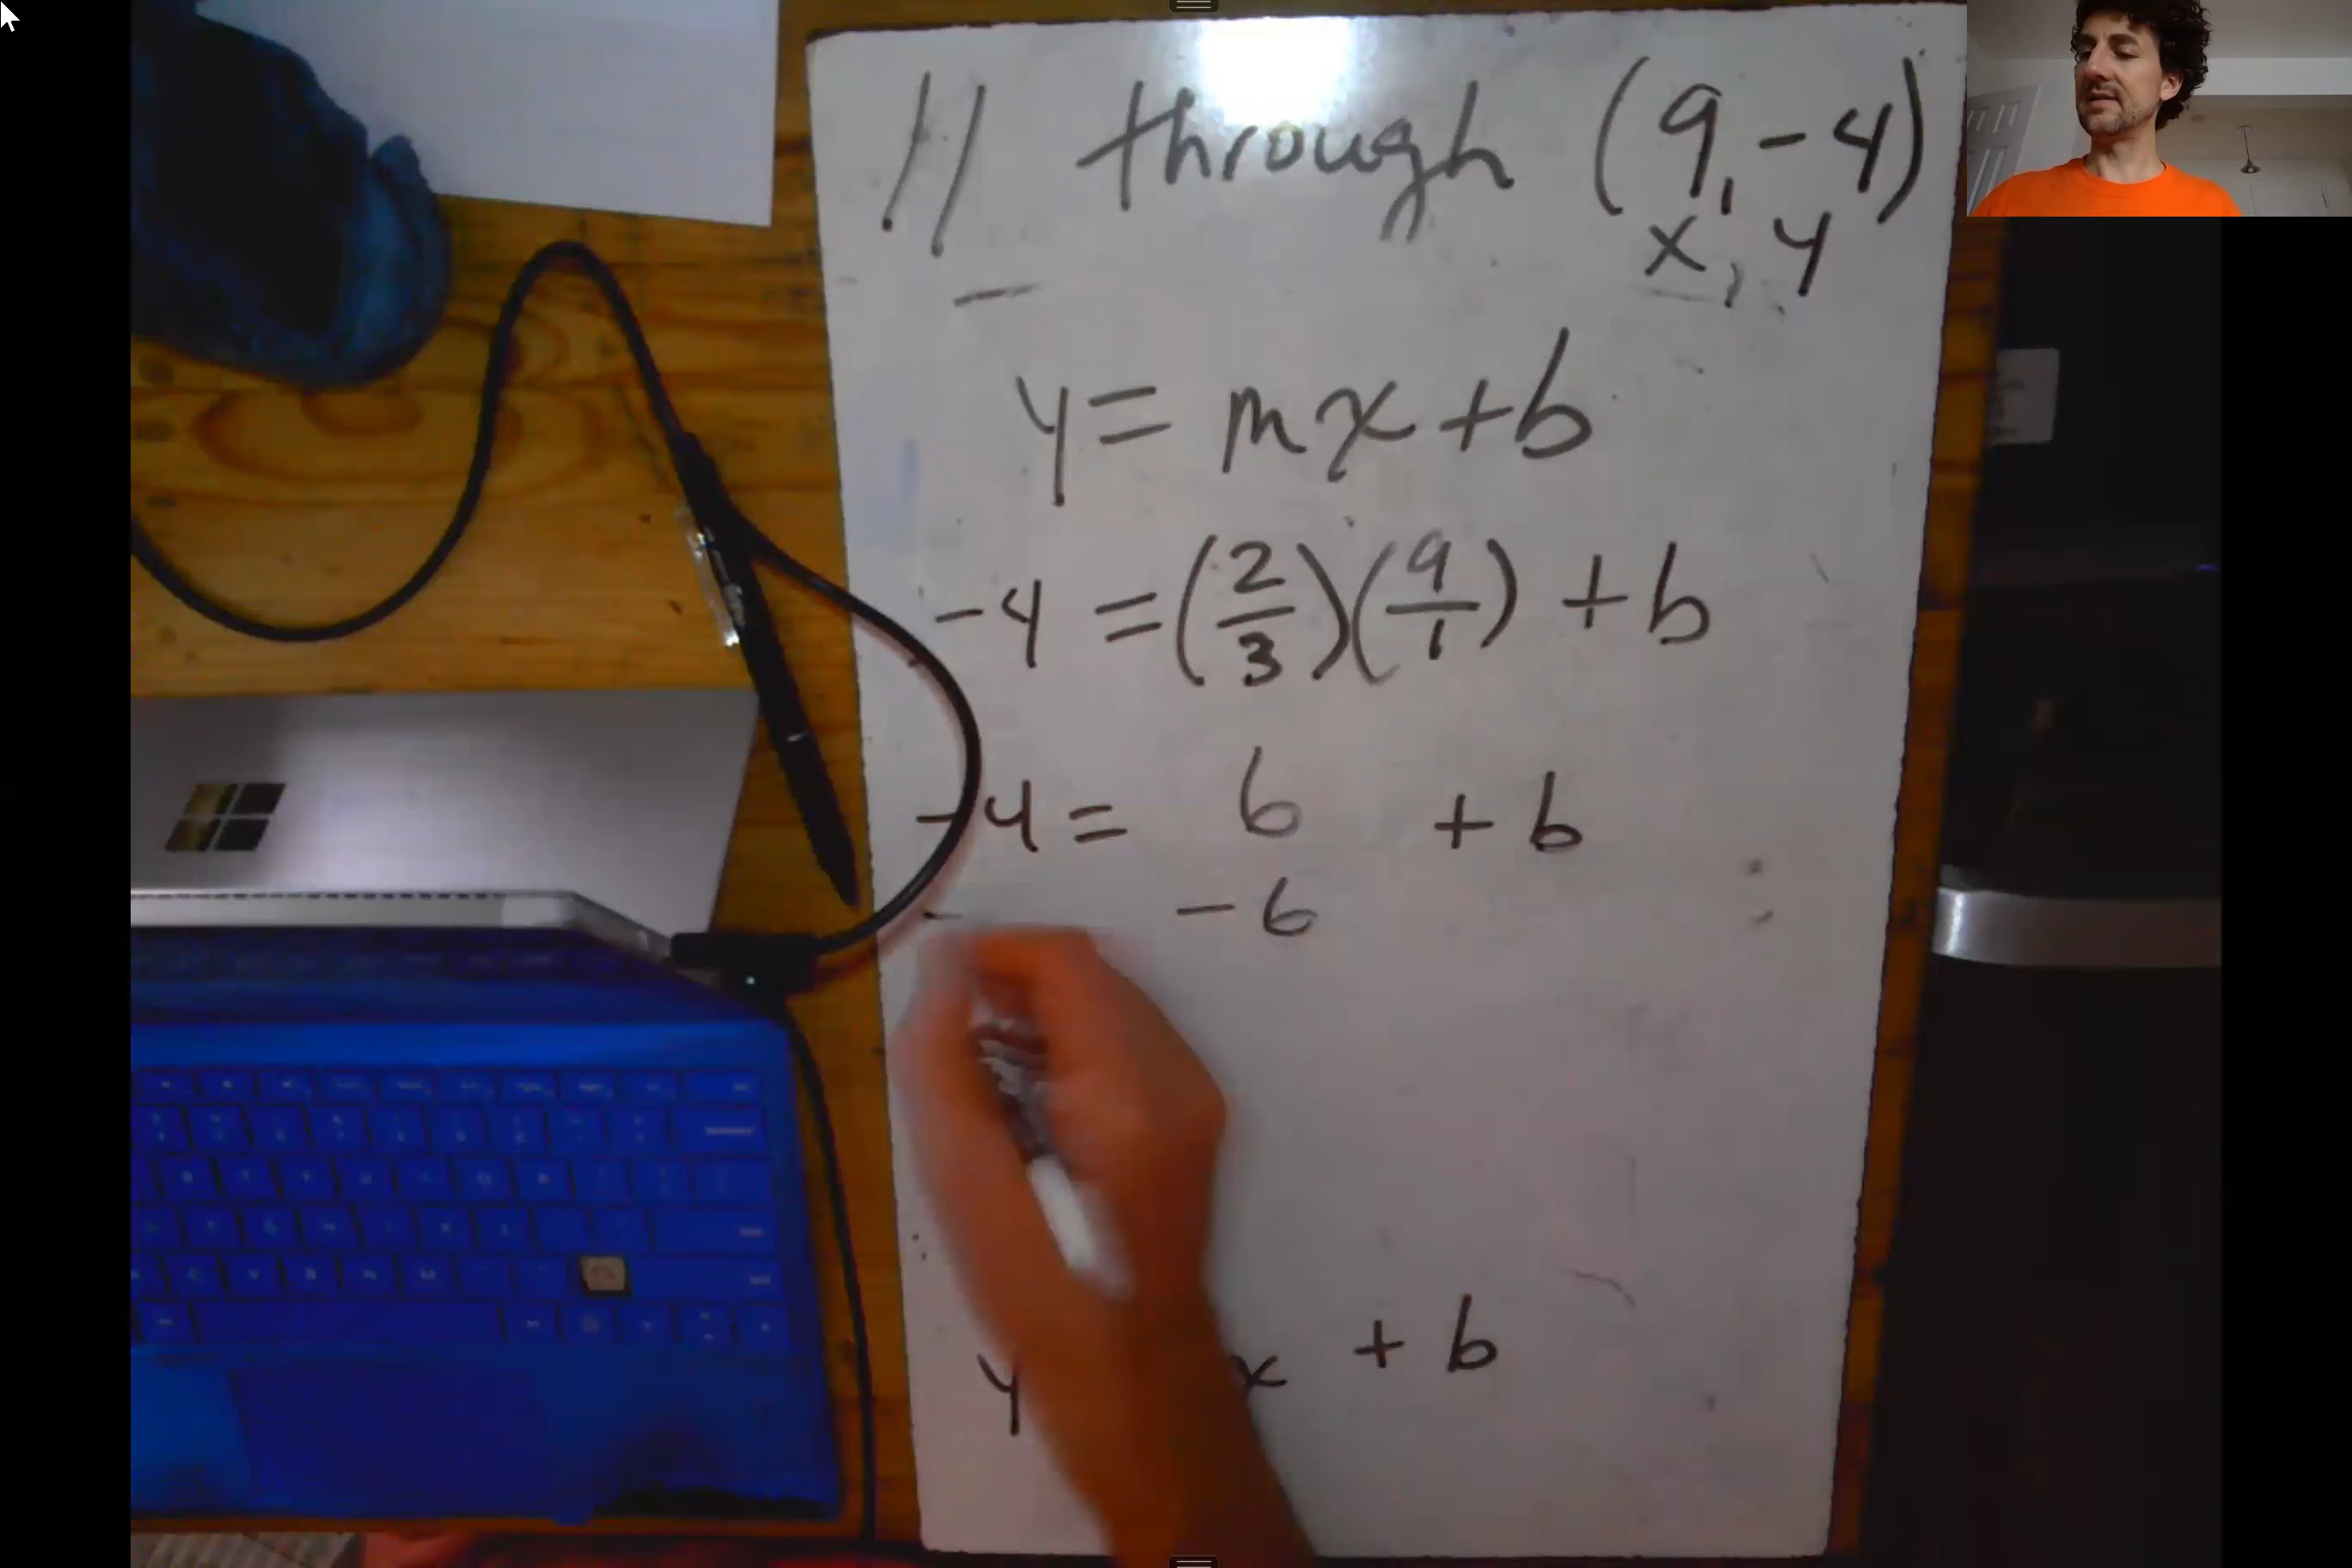 // through (9, -4)
x, y
y = mx + b
-4 = (2/3)(9/1) + b
-4 = 6 + b
- -6
y x + b